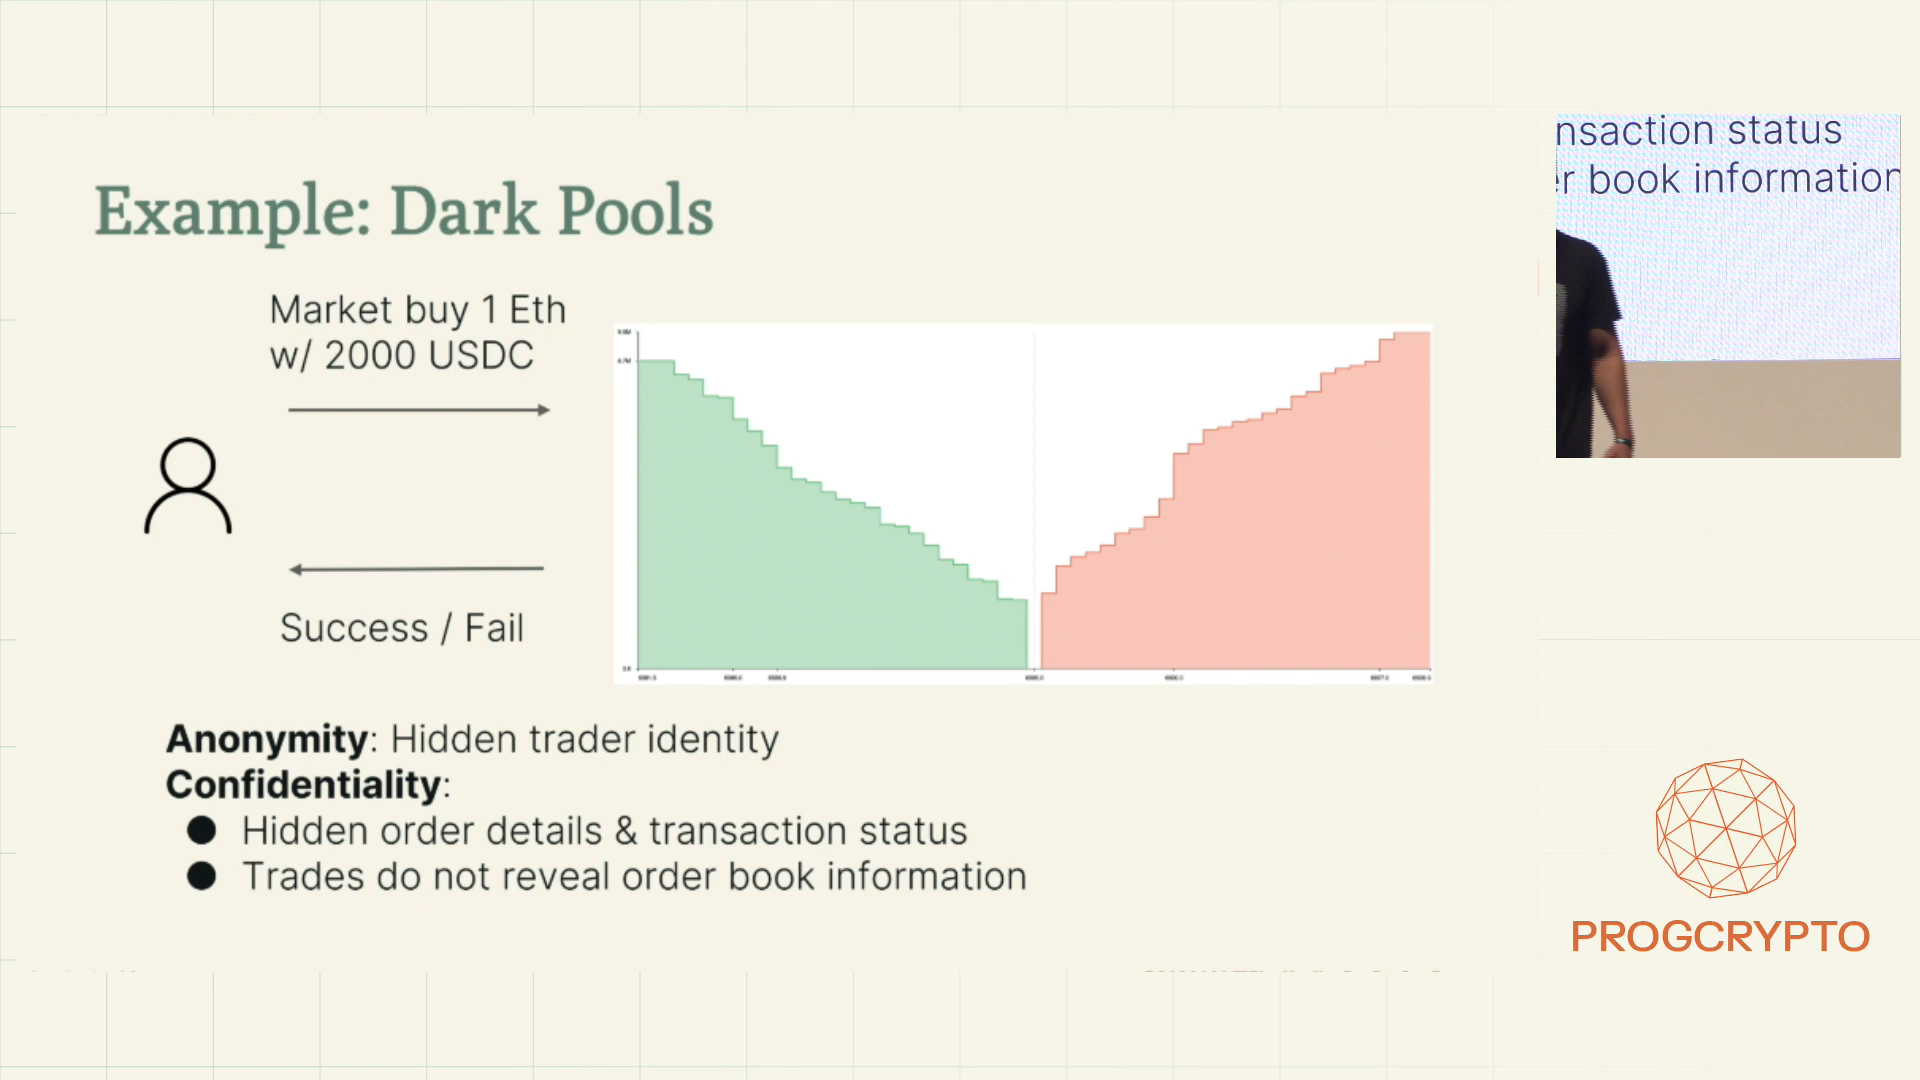 Example: Dark Pools
Market buy 1 Eth
w/ 2000 USDC
Success / Fail
Anonymity: Hidden trader identity
Confidentiality:
● Hidden order details & transaction status
● Trades do not reveal order book information
nsaction status
er book information
PROGCRYPTO